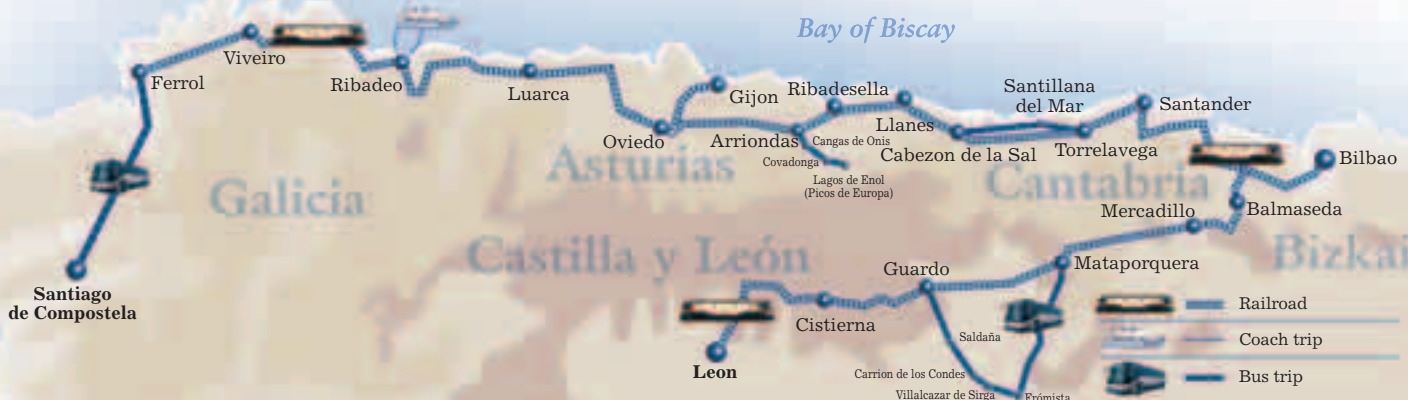 Bay of Biscay
Viveiro
Ferrol
Ribadeo
Luarca
Gijon
Ribadesella
Santillana
del Mar
Santander
Oviedo
Arriondas
Cangas de Onis
Llanes
Covadonga
Cabezon de la Sal
Torrelavega
Bilbao
Lagos de Enol
(Picos de Europa)
Asturias
Cantabria
Galicia
Mercadillo
Balmaseda
Castilla y León
Bizkai
Guardo
Mataporquera
Santiago
de Compostela
Cistierna
Saldaña
Leon
Carrion de los Condes
Villalcazar de Sirga
Frómista
Railroad
Coach trip
Bus trip